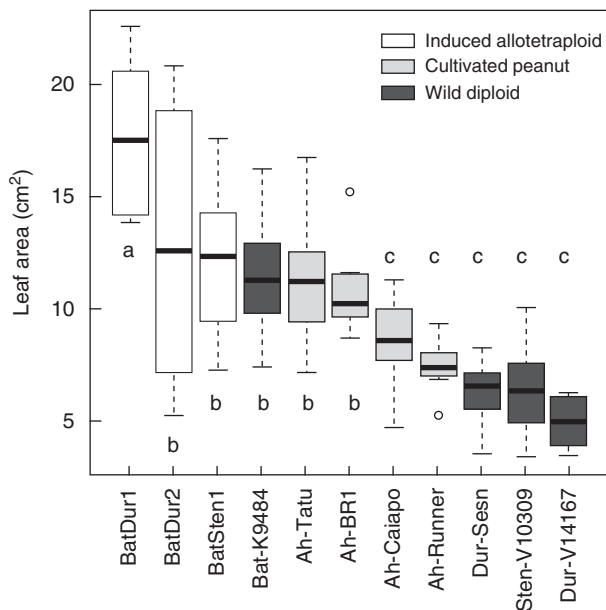 Induced allotetraploid
Cultivated peanut
Wild diploid
Leaf area (cm²)
20
15
10
5
a
b
b
b
b
b
c
c
c
c
c
BatDur1
BatDur2
BatSten1
Bat-K9484
Ah-Tatu
Ah-BR1
Ah-Caiapo
Ah-Runner
Dur-Sesn
Sten-V10309
Dur-V14167